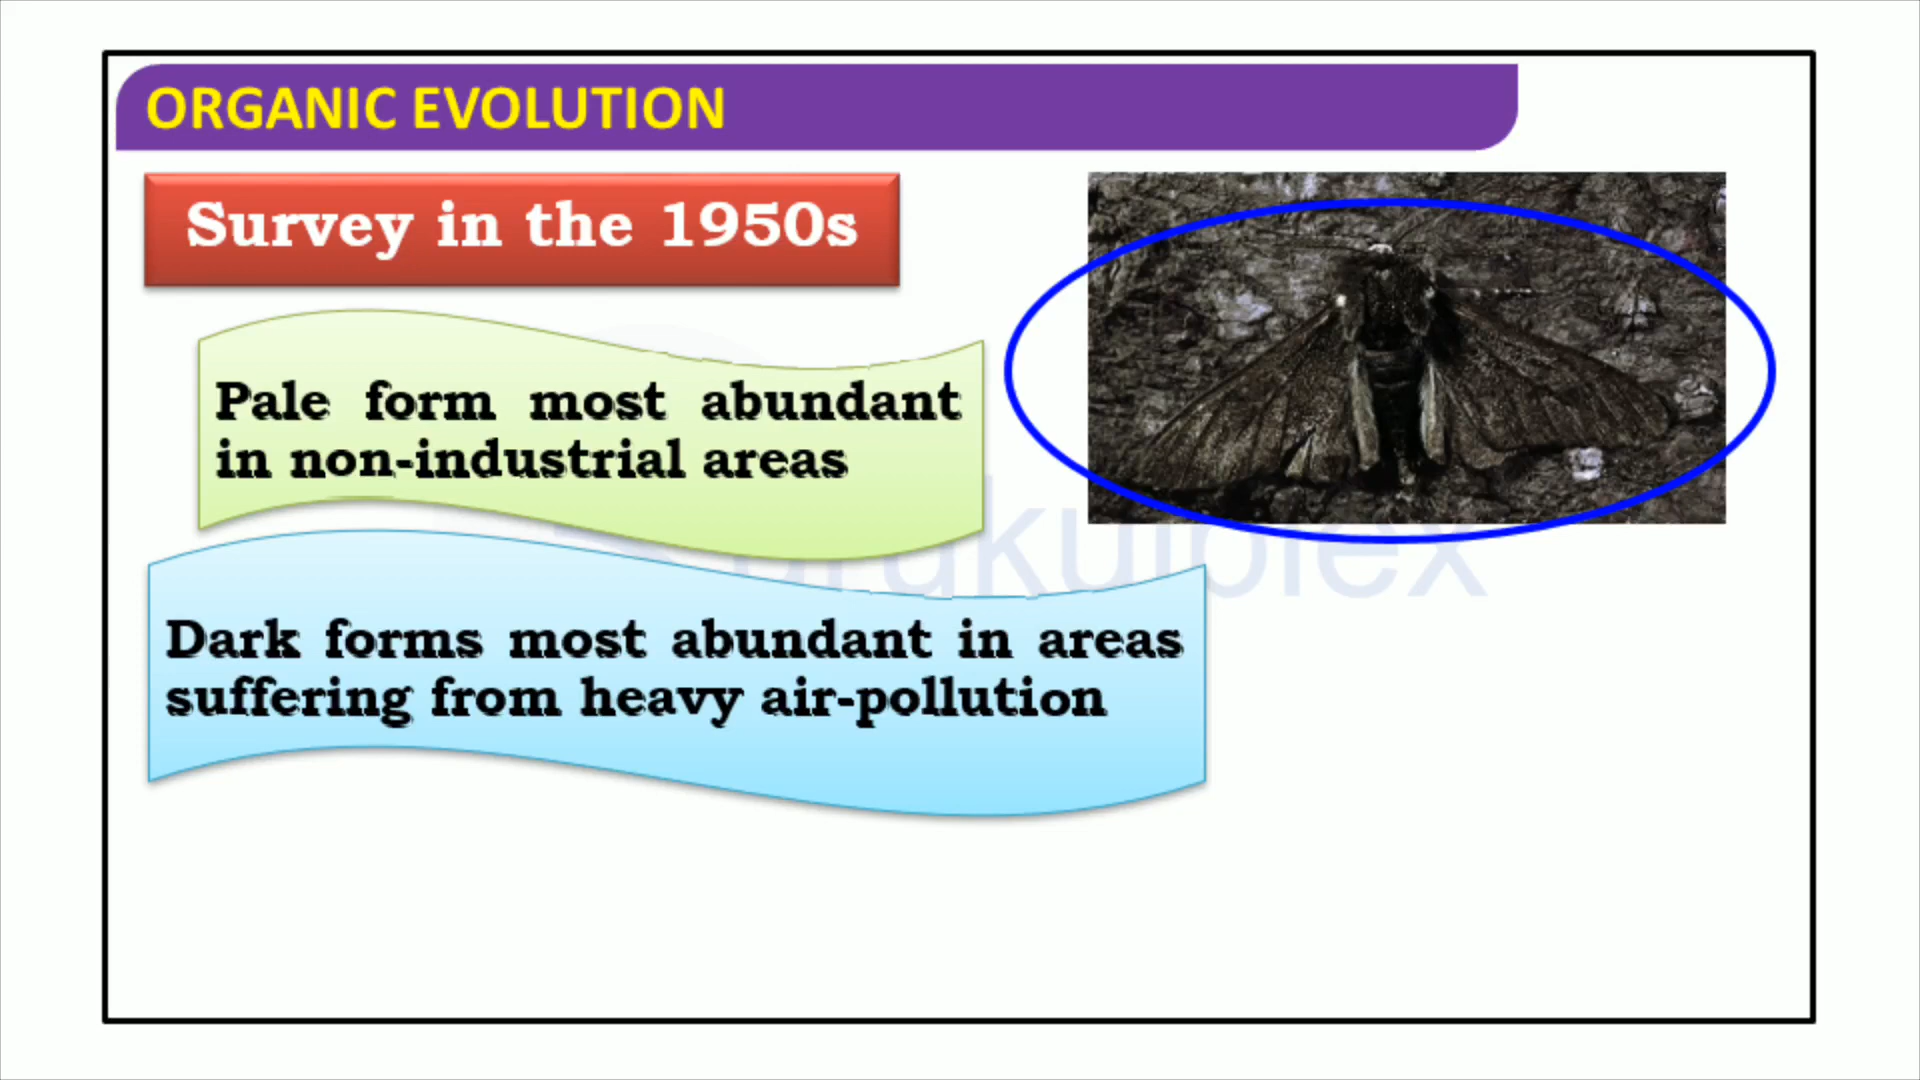 ORGANIC EVOLUTION
Survey in the 1950s
Pale form most abundant
in non-industrial areas
Dark forms most abundant in areas
suffering from heavy air-pollution